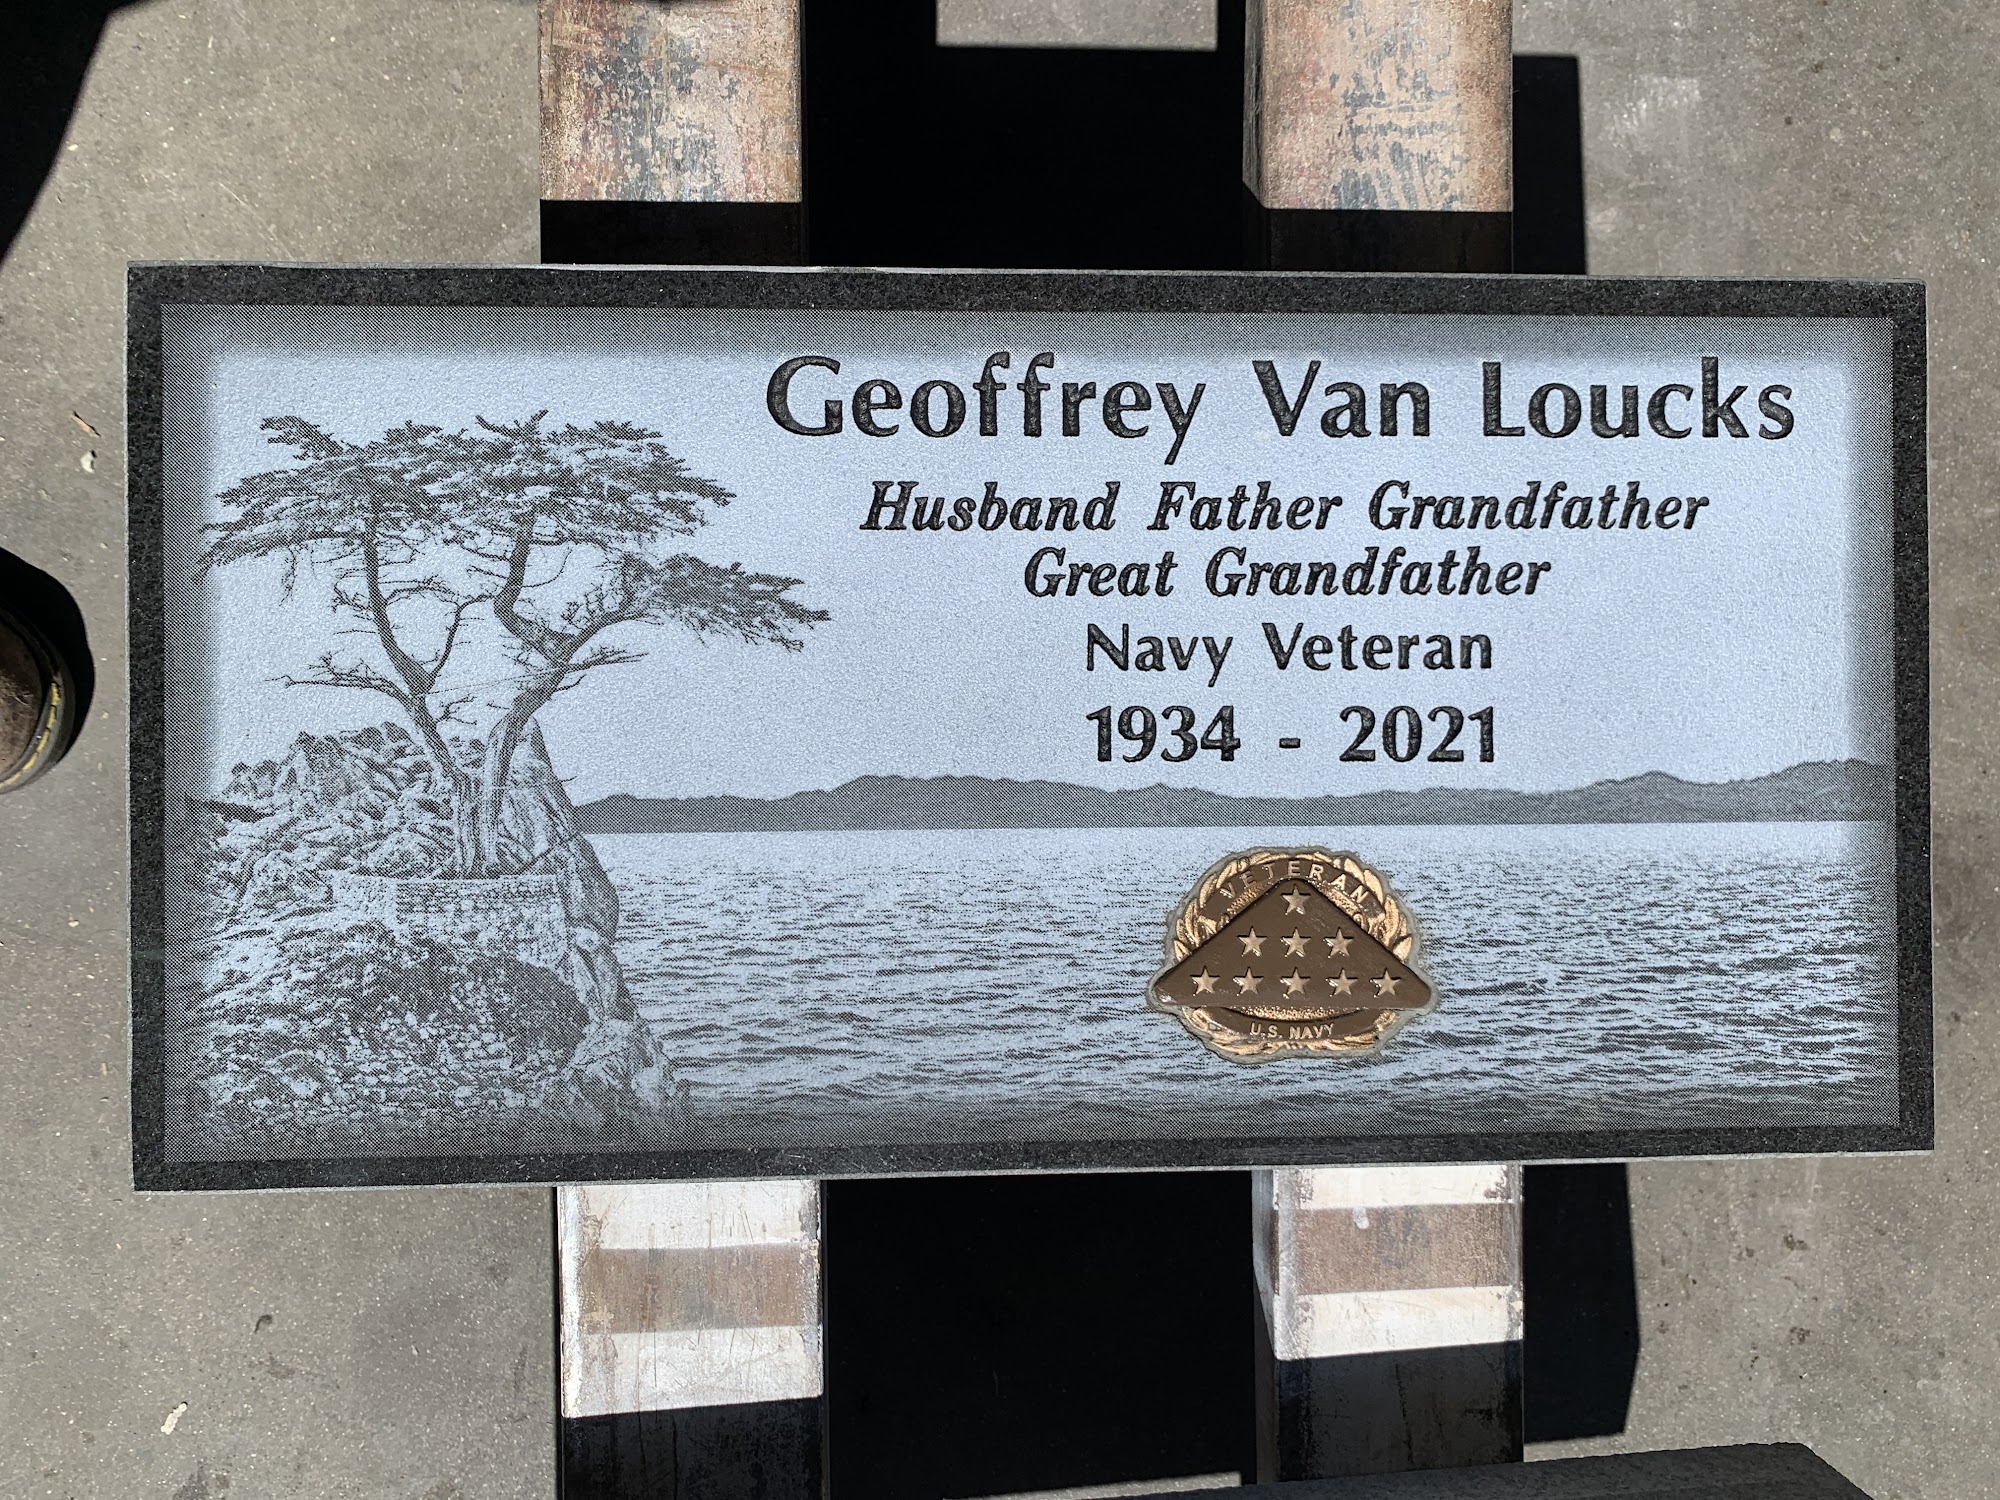 Geoffrey Van Loucks
Husband Father Grandfather
Great Grandfather
Navy Veteran
1934 - 2021
VETERAN
U.S. NAVY